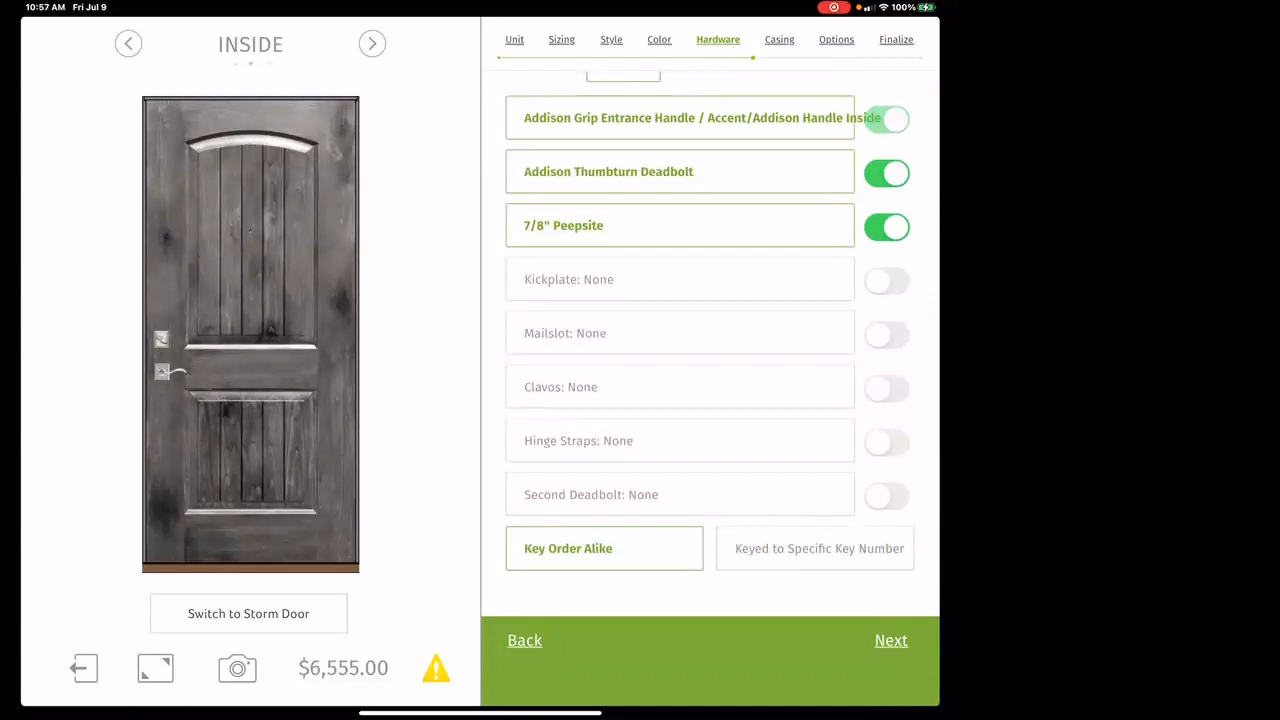 10:57 AM Fri Jul 9
100%
INSIDE
Unit Sizing Style Color Hardware Casing Options Finalize
Addison Grip Entrance Handle / Accent/Addison Handle Inside
Addison Thumbturn Deadbolt
7/8" Peepsite
Kickplate: None
Mailslot: None
Clavos: None
Hinge Straps: None
Second Deadbolt: None
Key Order Alike
Keyed to Specific Key Number
Switch to Storm Door
$6,555.00
Back
Next